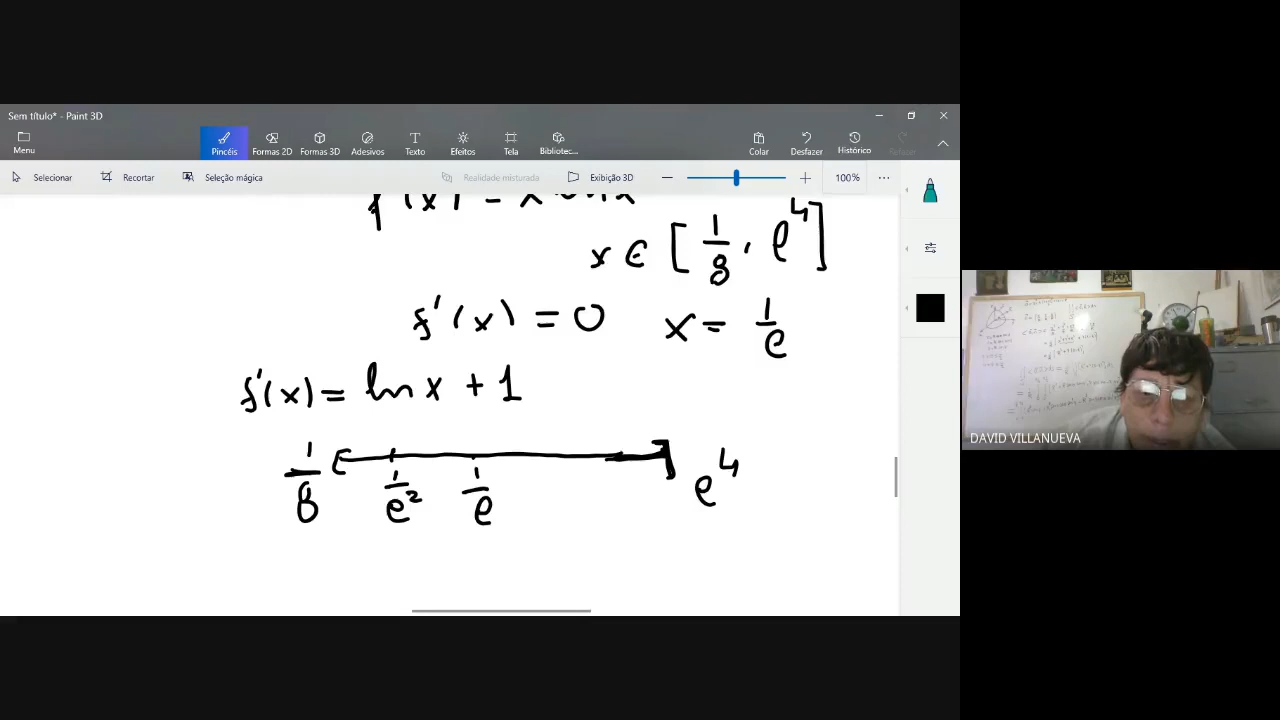 Sem título* - Paint 3D
Menu
Pincéis
Formas 2D
Formas 3D
Adesivos
Texto
Efeitos
Tela
Bibliotec...
Colar
Desfazer
Histórico
Selecionar
Recortar
Seleção mágica
Realidade misturada
Exibição 3D
100%
x ∈ [1/8, e^4]
f'(x) = 0 x = 1/e
f'(x) = ln x + 1
1/8 1/e² 1/e e^4
DAVID VILLANUEVA